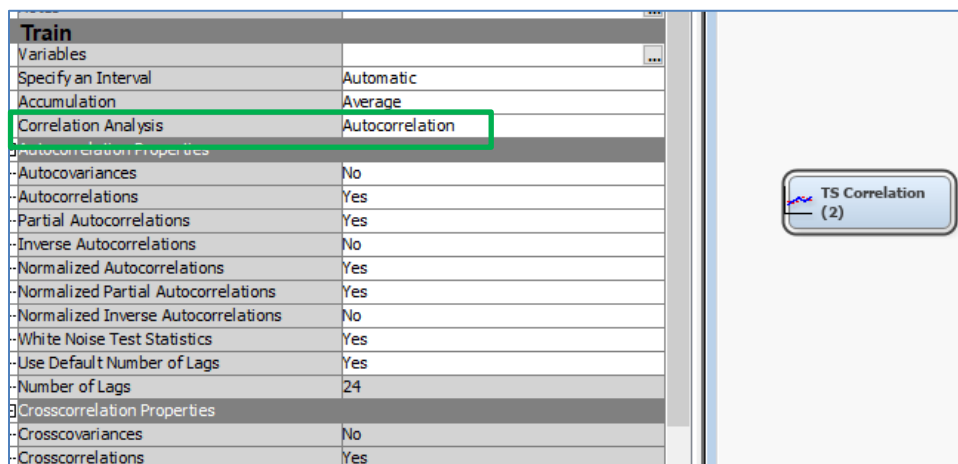 Train
Variables ...
Specify an Interval Automatic
Accumulation Average
Correlation Analysis Autocorrelation
Autocorrelation Properties
Autocovariances No
Autocorrelations Yes
Partial Autocorrelations Yes
Inverse Autocorrelations No
Normalized Autocorrelations Yes
Normalized Partial Autocorrelations Yes
Normalized Inverse Autocorrelations No
White Noise Test Statistics Yes
Use Default Number of Lags Yes
Number of Lags 24
Crosscorrelation Properties
Crosscovariances No
Crosscorrelations Yes
TS Correlation
(2)